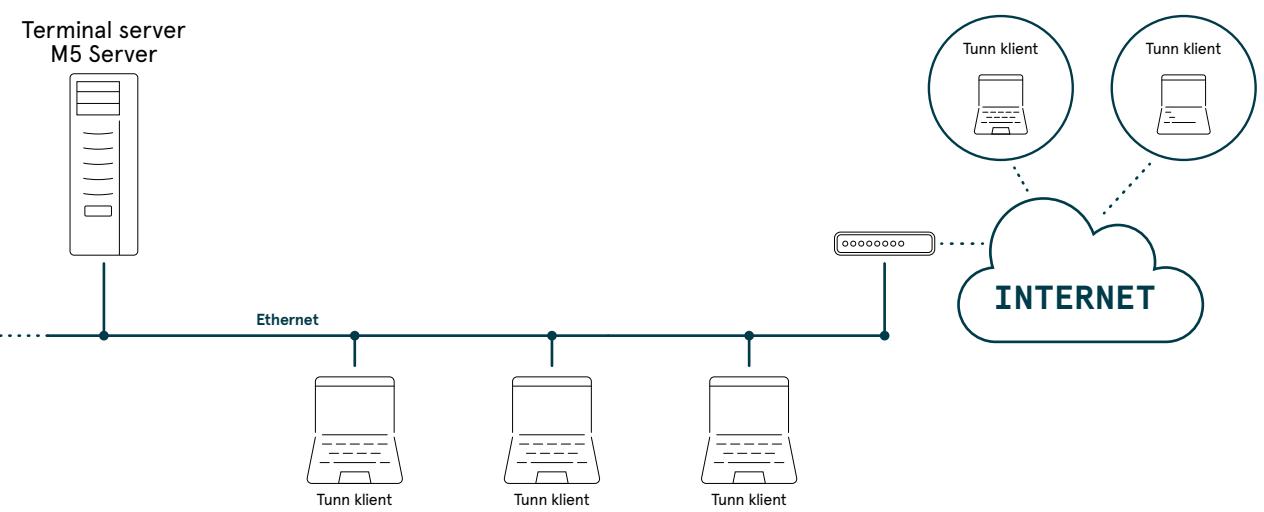 Terminal server
M5 Server
Tunn klient
Tunn klient
INTERNET
Ethernet
Tunn klient
Tunn klient
Tunn klient